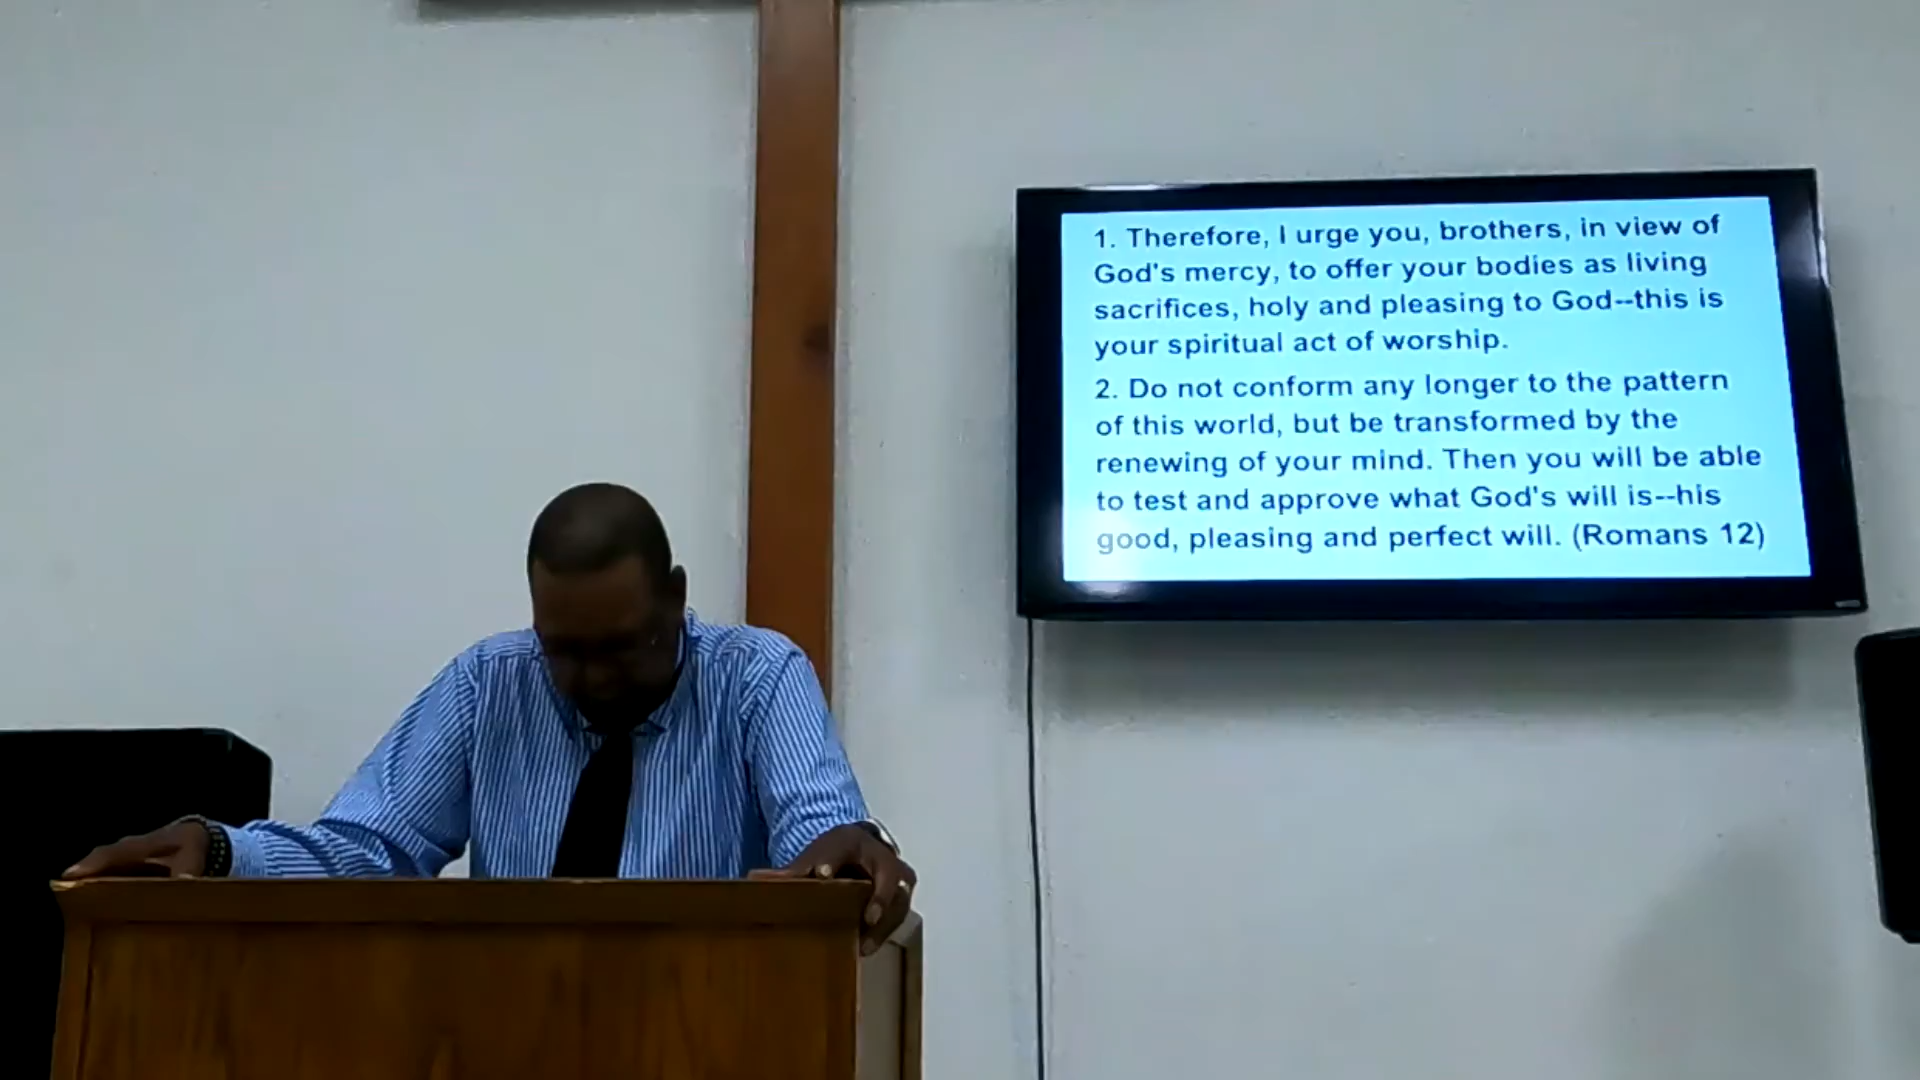 1. Therefore, I urge you, brothers, in view of
God's mercy, to offer your bodies as living
sacrifices, holy and pleasing to God--this is
your spiritual act of worship.
2. Do not conform any longer to the pattern
of this world, but be transformed by the
renewing of your mind. Then you will be able
to test and approve what God's will is--his
good, pleasing and perfect will. (Romans 12)